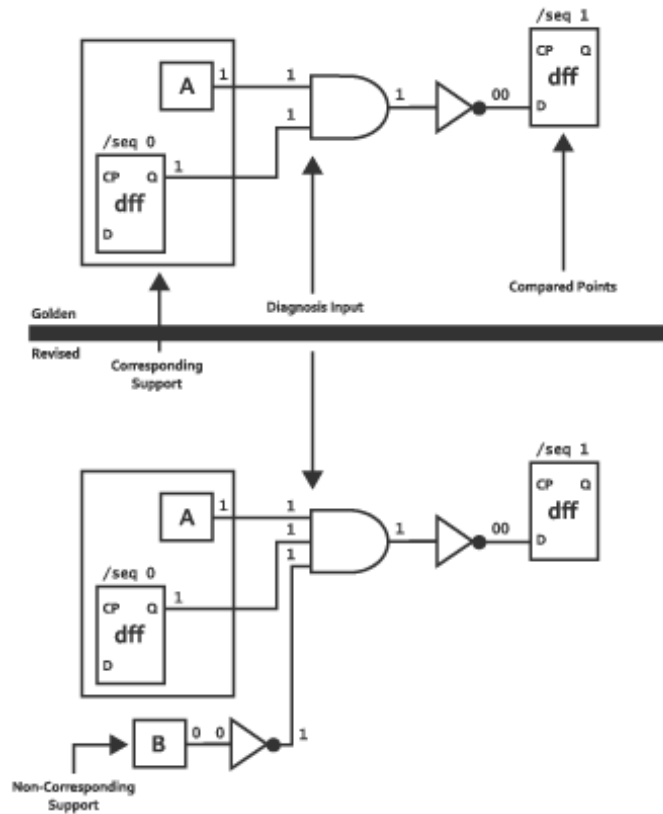 /seq 1
A 1 1 1 00 CP Q
dff
1 D
/seq 0
1
CP Q
dff
D
Diagnosis Input
Compared Points
Golden
Revised
Corresponding
Support
/seq 1
A 1 1 1 00 CP Q
1 dff
1 D
/seq 0
1
CP Q
dff
D
B 0 0 1
Non-Corresponding
Support